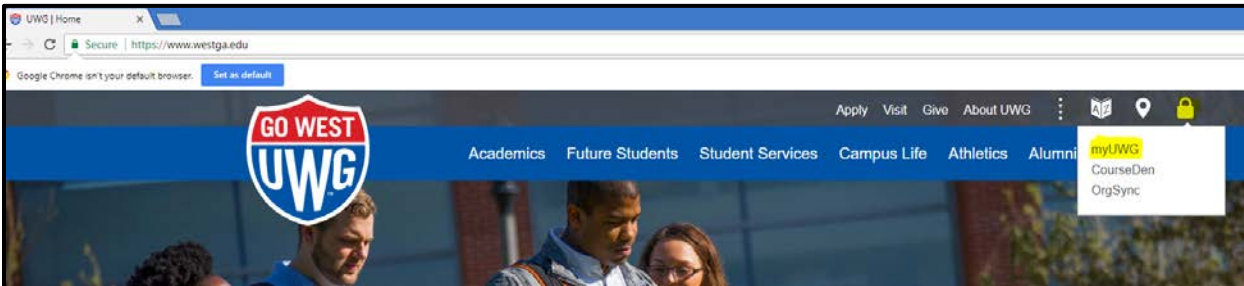 UWG | Home
Secure | https://www.westga.edu
Google Chrome isn't your default browser. Set as default
Apply Visit Give About UWG
A Z
GO WEST
UWG
Academics Future Students Student Services Campus Life Athletics Alumni
myUWG
CourseDen
OrgSync